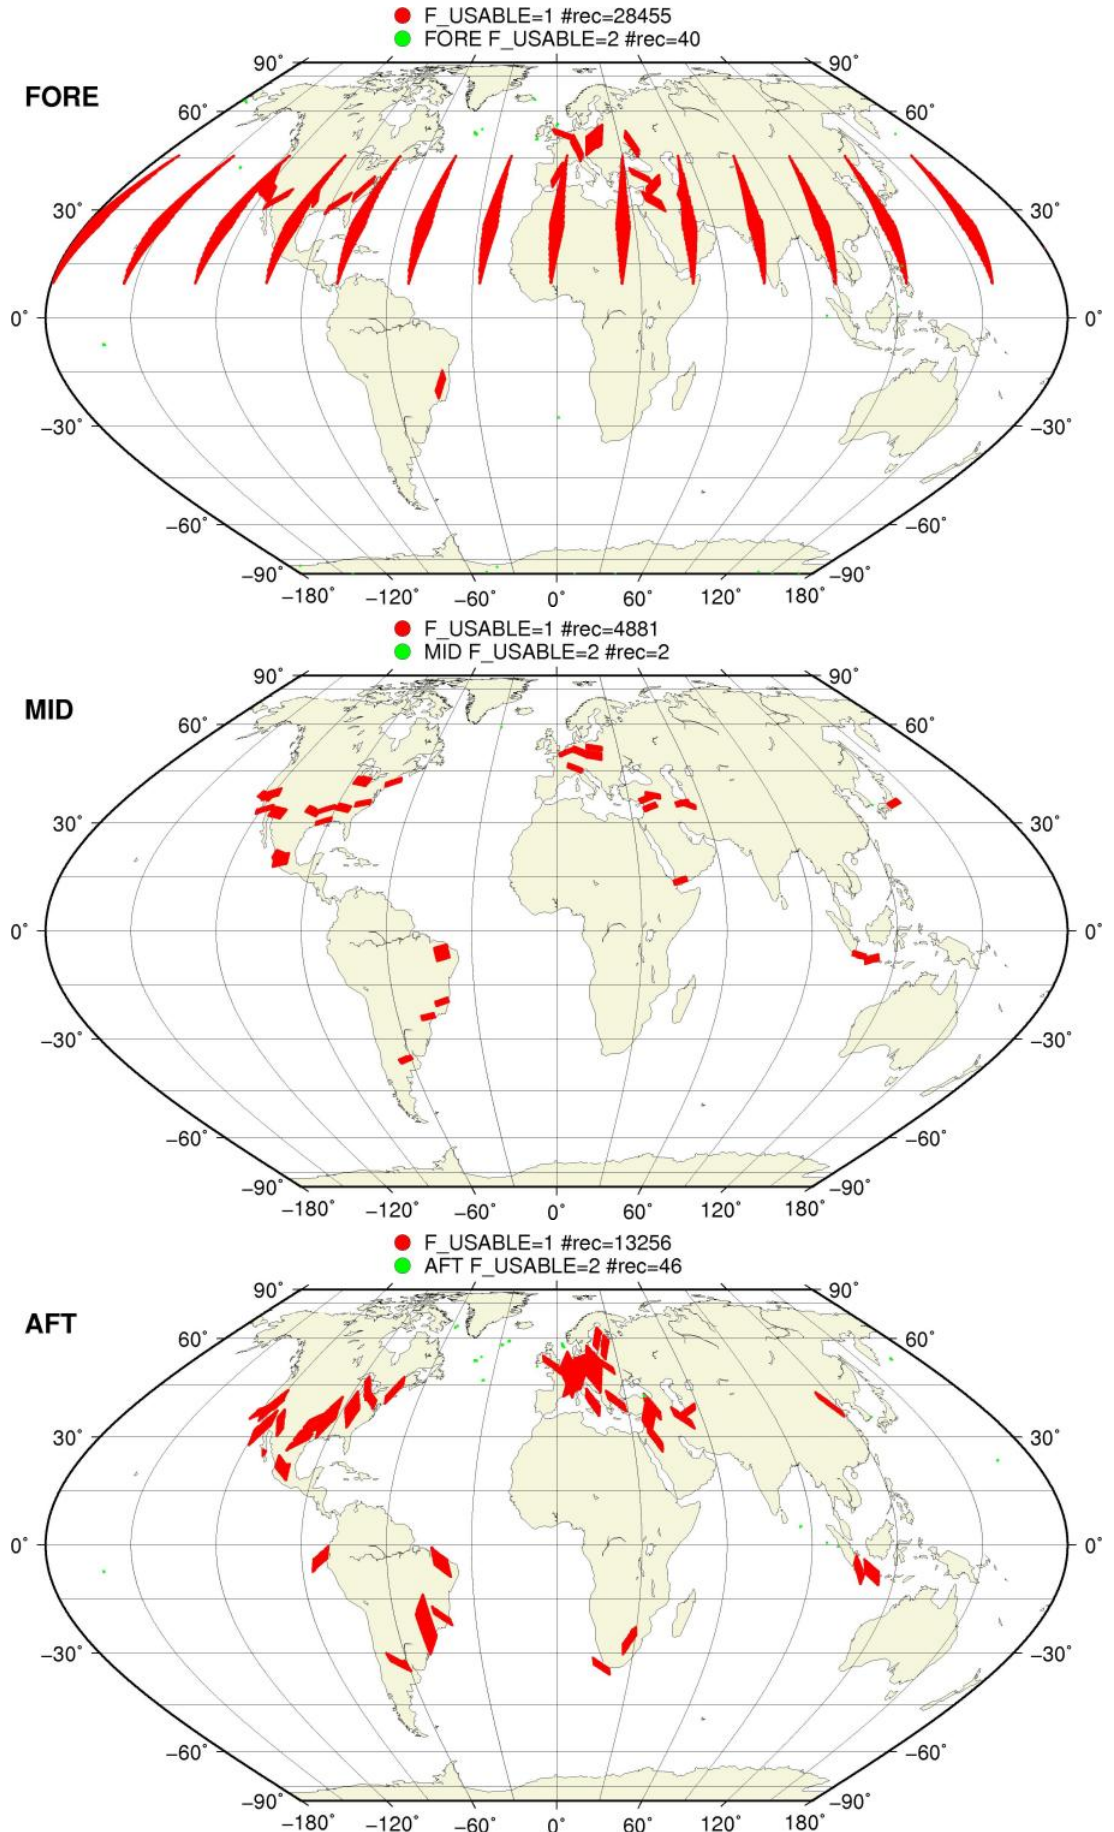 F_USABLE=1 #rec=28455
FORE F_USABLE=2 #rec=40
FORE
90˚ 90˚
60˚ 60˚
30˚ 30˚
0˚ 0˚
−30˚ −30˚
−60˚ −60˚
−90˚ −90˚
−180˚ −120˚ −60˚ 0˚ 60˚ 120˚ 180˚
F_USABLE=1 #rec=4881
MID F_USABLE=2 #rec=2
MID
90˚ 90˚
60˚ 60˚
30˚ 30˚
0˚ 0˚
−30˚ −30˚
−60˚ −60˚
−90˚ −90˚
−180˚ −120˚ −60˚ 0˚ 60˚ 120˚ 180˚
F_USABLE=1 #rec=13256
AFT F_USABLE=2 #rec=46
AFT
90˚ 90˚
60˚ 60˚
30˚ 30˚
0˚ 0˚
−30˚ −30˚
−60˚ −60˚
−90˚ −90˚
−180˚ −120˚ −60˚ 0˚ 60˚ 120˚ 180˚